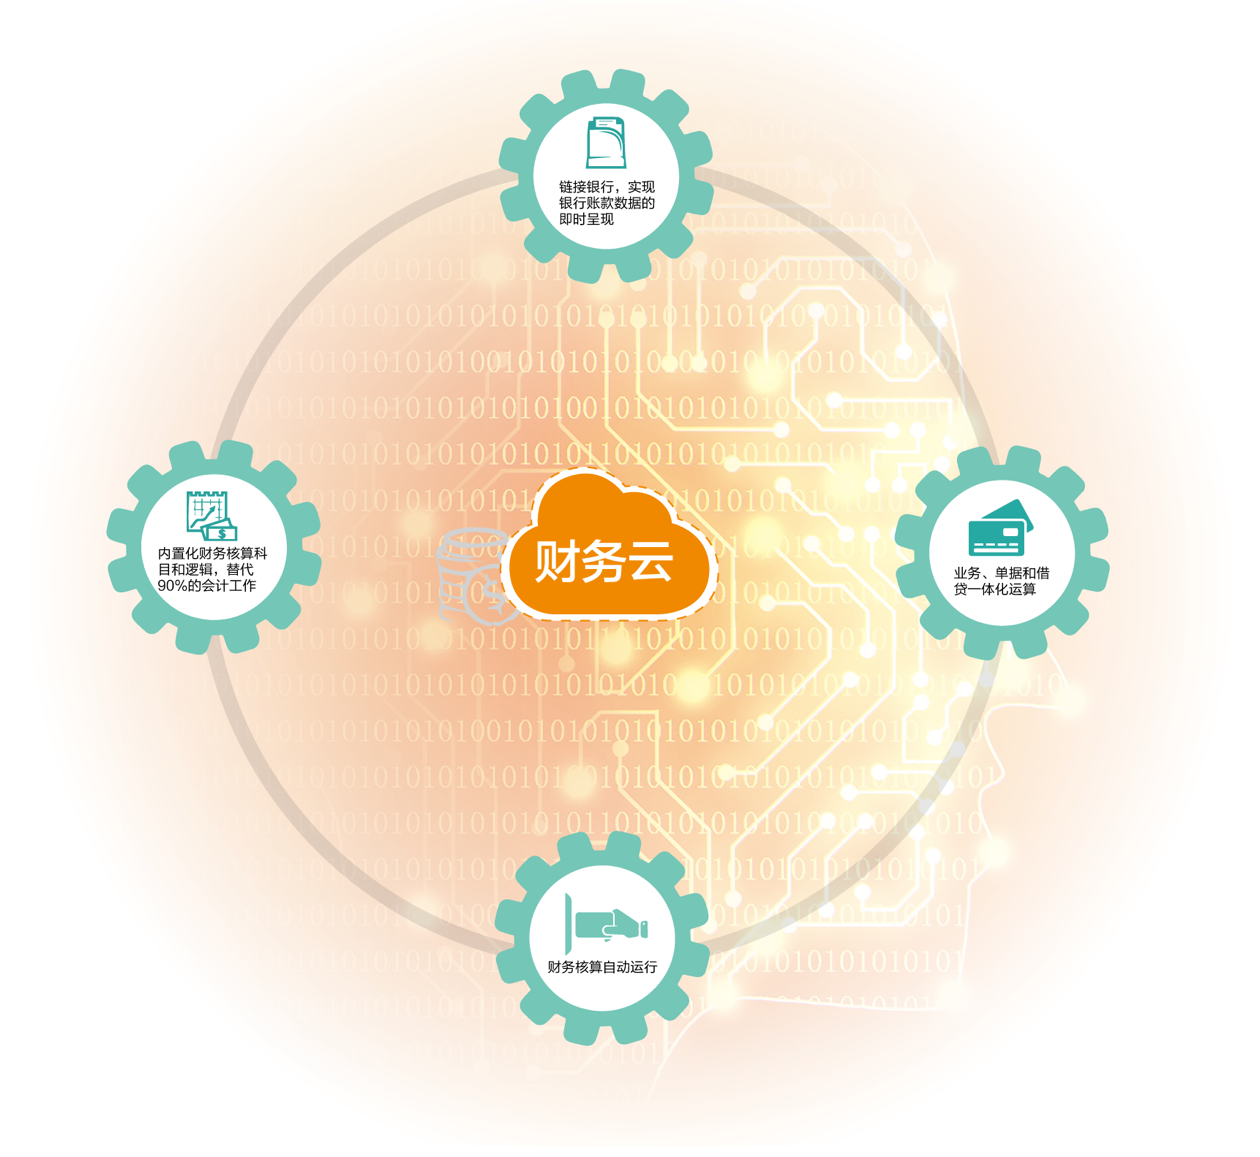 链接银行，实现
银行账款数据的
即时呈现
内置化财务核算科
目和逻辑，替代
90%的会计工作
财务云
业务、单据和借
贷一体化运算
财务核算自动运行